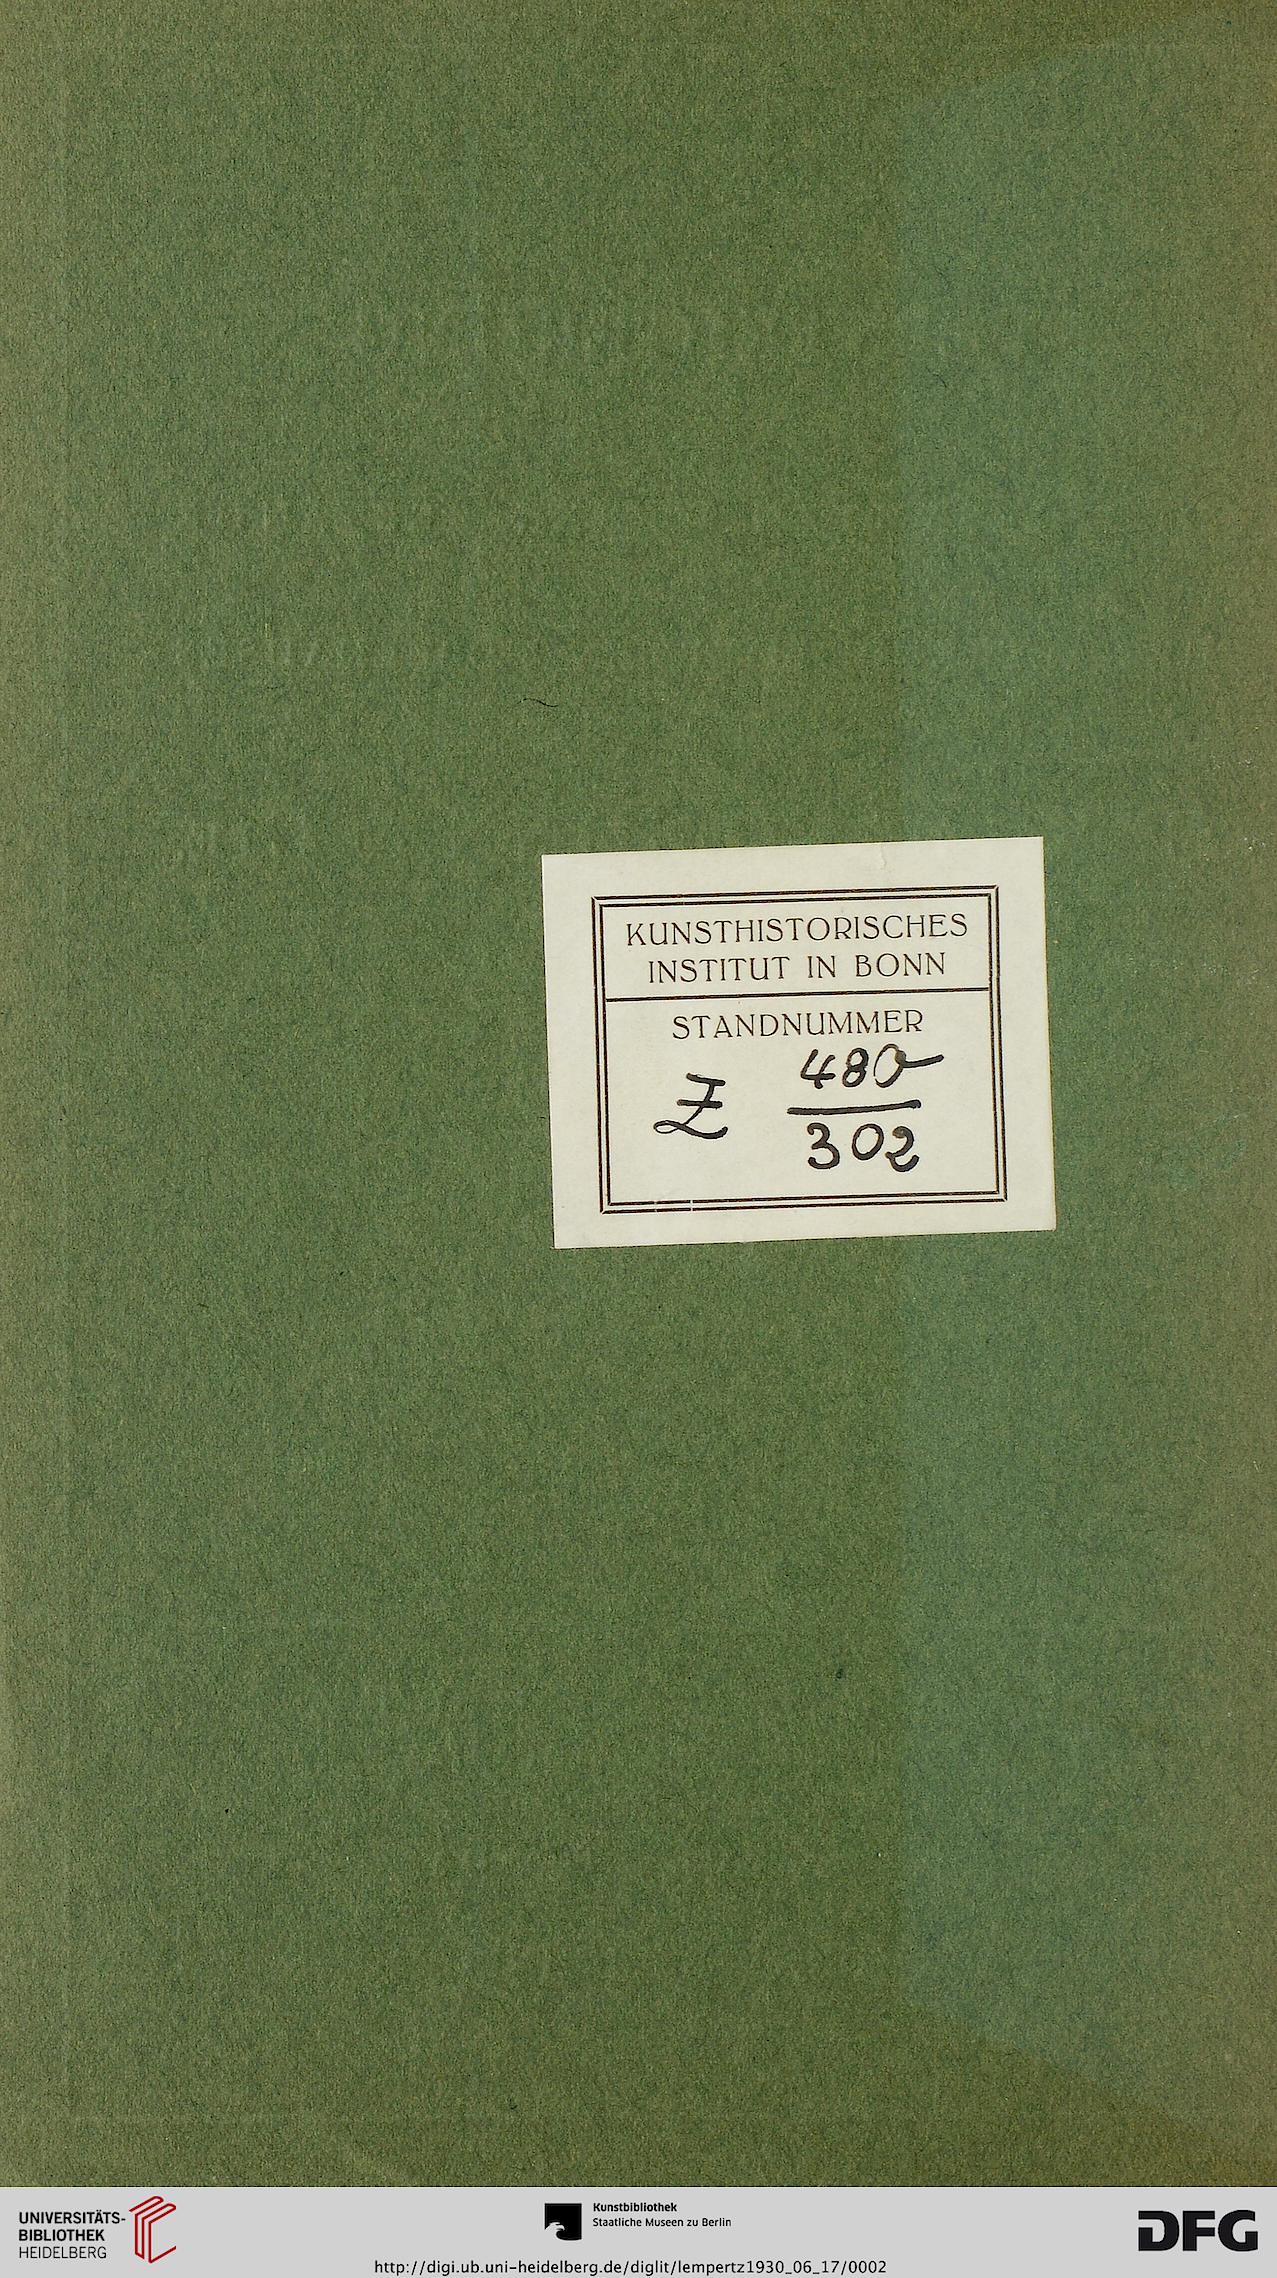 KUNSTHISTORISCHES
INSTITUT IN BONN
STANDNUMMER
Z 480
302
UNIVERSITÄTS-
BIBLIOTHEK
HEIDELBERG
Kunstbibliothek
Staatliche Museen zu Berlin
http://digi.ub.uni-heidelberg.de/diglit/lempertz1930_06_17/0002
DFG